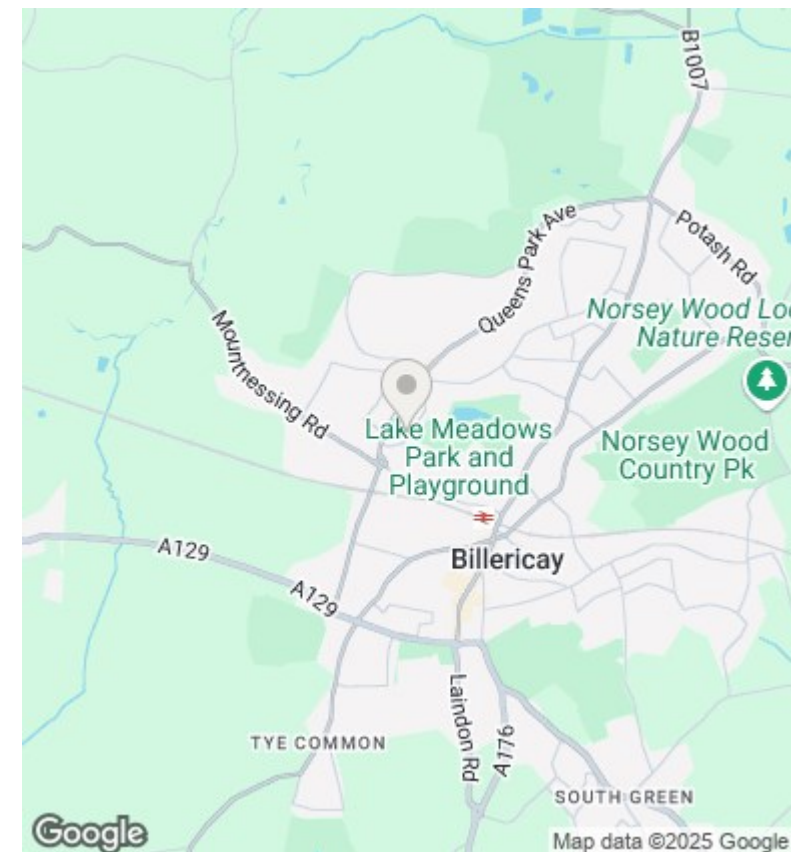 B1007
Queens Park Ave
Potash Rd
Norsey Wood Loc
Nature Reser
Mountnessing Rd
Lake Meadows
Park and
Playground
Norsey Wood
Country Pk
Billericay
A129
A129
Laindon Rd
A176
TYE COMMON
SOUTH GREEN
Google
Map data ©2025 Google